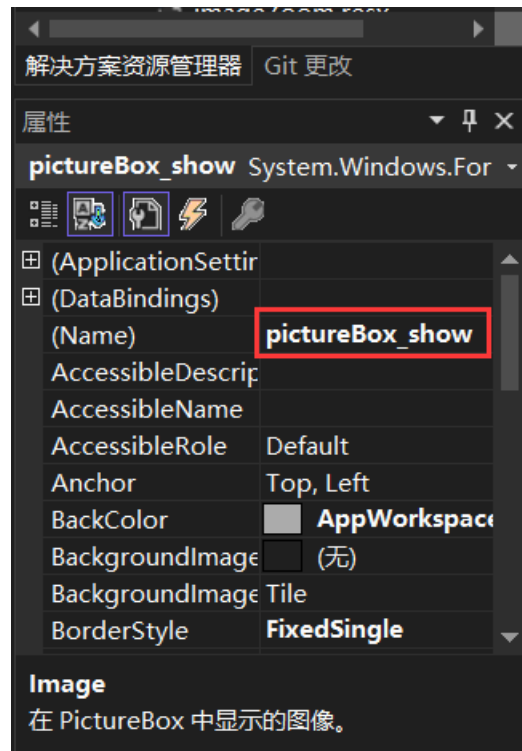 解决方案资源管理器 Git 更改
属性
pictureBox_show System.Windows.For
(ApplicationSettir
(DataBindings)
(Name) pictureBox_show
AccessibleDescrip
AccessibleName
AccessibleRole Default
Anchor Top, Left
BackColor AppWorkspace
BackgroundImage (无)
BackgroundImage Tile
BorderStyle FixedSingle
Image
在 PictureBox 中显示的图像。